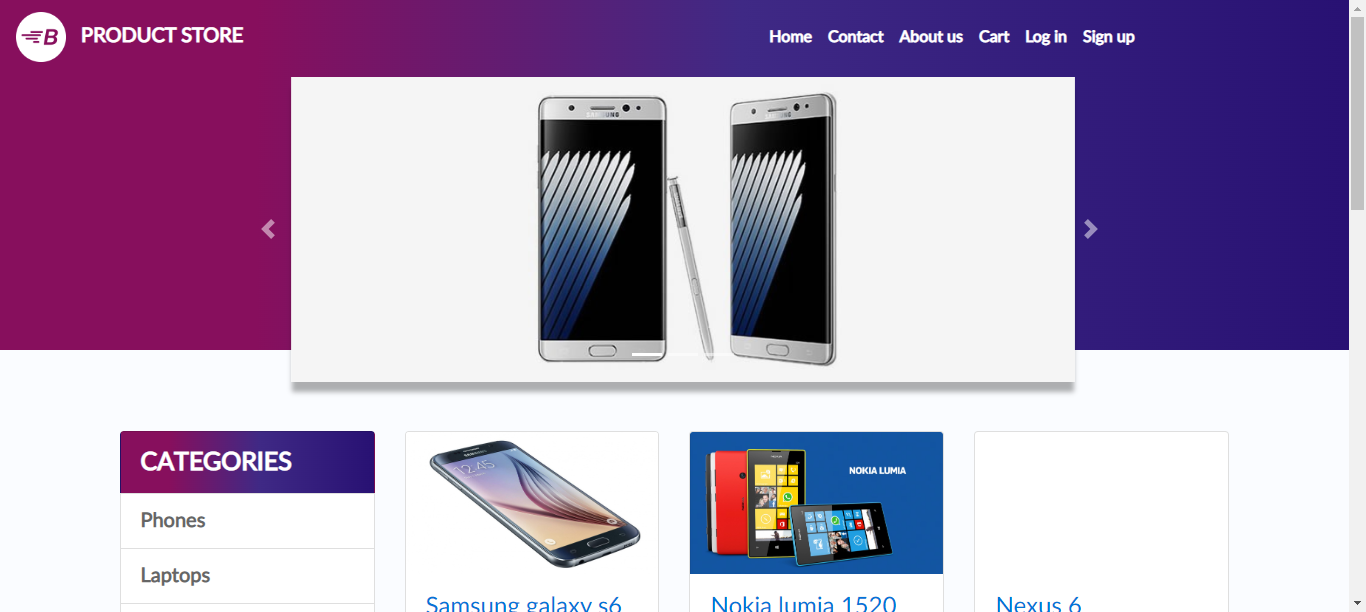 B PRODUCT STORE
Home Contact About us Cart Log in Sign up
SAMSUNG
SAMSUNG
CATEGORIES
Phones
Laptops
12:45
NOKIA LUMIA
Samsung galaxy s6
Nokia lumia 1520
Nexus 6